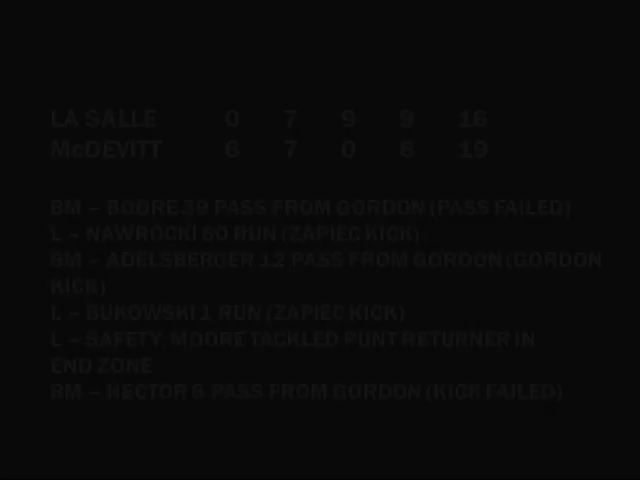 LA SALLE 0 7 9 9 16
McDEVITT 6 7 0 6 19
BM – BODRE 39 PASS FROM GORDON (PASS FAILED)
L – NAWROCKI 60 RUN (ZAPIEC KICK)
BM – ADELSBERGER 12 PASS FROM GORDON (GORDON
KICK)
L – BUKOWSKI 1 RUN (ZAPIEC KICK)
L – SAFETY, MOORE TACKLED PUNT RETURNER IN
END ZONE
BM – HECTOR 6 PASS FROM GORDON (KICK FAILED)